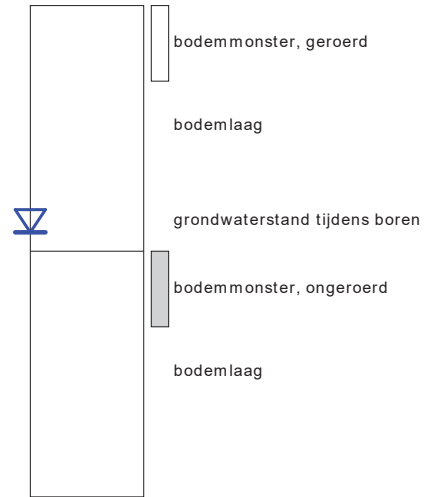 bodemmonster, geroerd
bodemlaag
grondwaterstand tijdens boren
bodemmonster, ongeroerd
bodemlaag